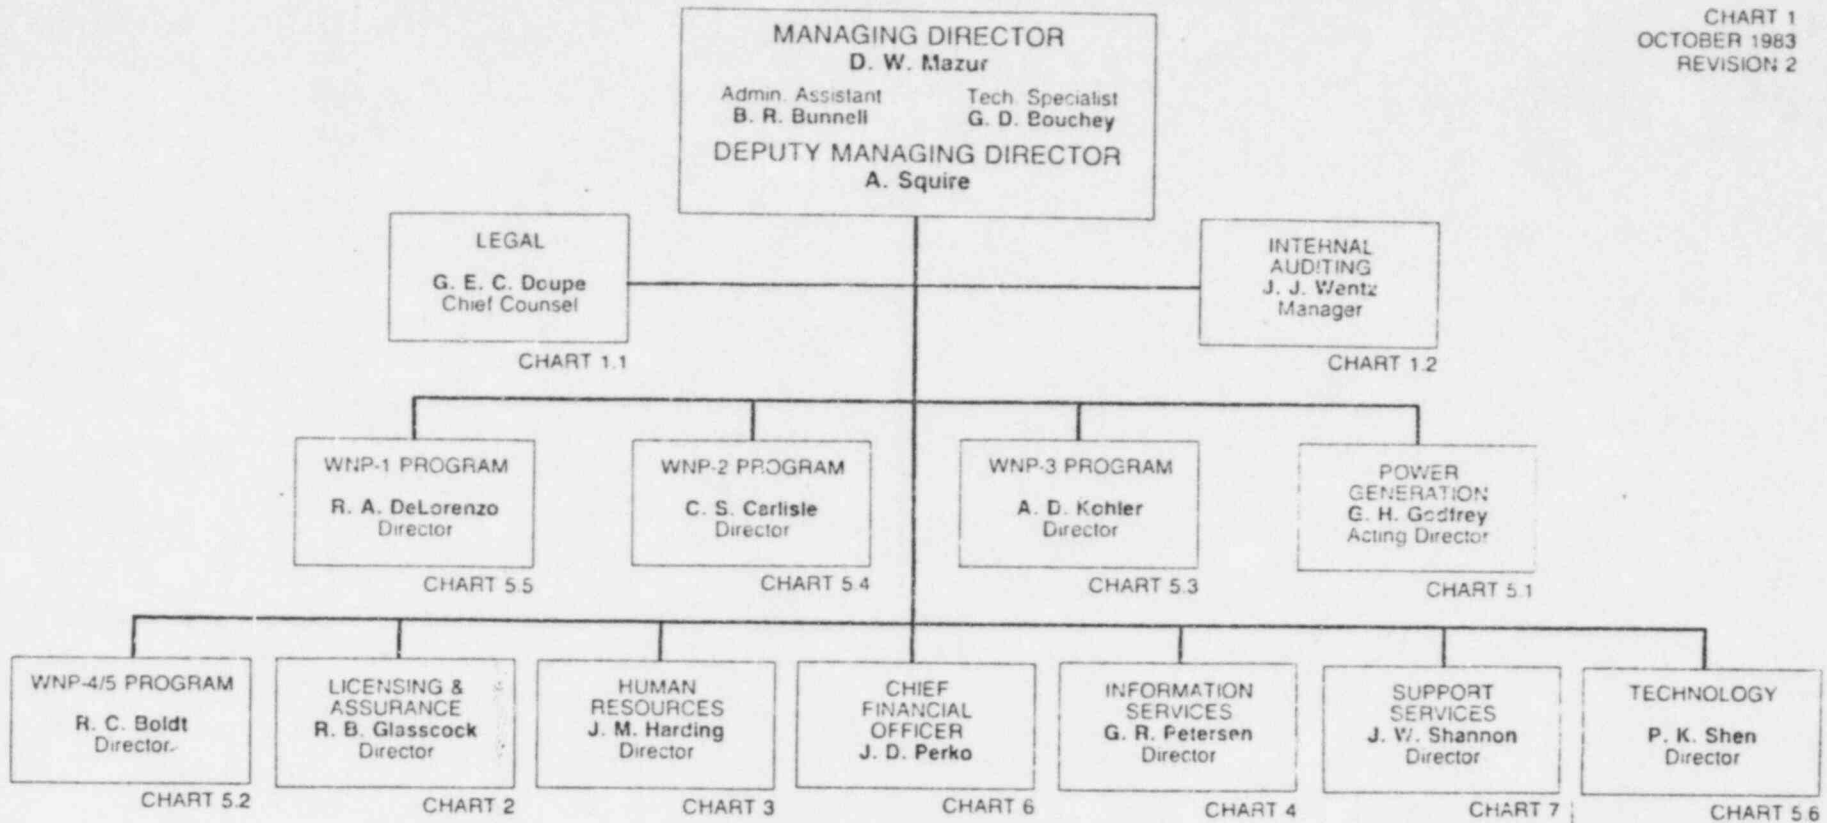 CHART 1
OCTOBER 1983
REVISION 2
MANAGING DIRECTOR
D. W. Mazur
Admin. Assistant
B. R. Bunnell
Tech. Specialist
G. D. Bouchey
DEPUTY MANAGING DIRECTOR
A. Squire
LEGAL
G. E. C. Doupe
Chief Counsel
CHART 1.1
INTERNAL
AUDITING
J. J. Wentz
Manager
CHART 1.2
WNP-1 PROGRAM
R. A. DeLorenzo
Director
CHART 5.5
WNP-2 PROGRAM
C. S. Carlisle
Director
CHART 5.4
WNP-3 PROGRAM
A. D. Kohler
Director
CHART 5.3
POWER
GENERATION
G. H. Godfrey
Acting Director
CHART 5.1
WNP-4/5 PROGRAM
R. C. Boldt
Director
CHART 5.2
LICENSING &
ASSURANCE
R. B. Glasscock
Director
CHART 2
HUMAN
RESOURCES
J. M. Harding
Director
CHART 3
CHIEF
FINANCIAL
OFFICER
J. D. Perko
CHART 6
INFORMATION
SERVICES
G. R. Petersen
Director
CHART 4
SUPPORT
SERVICES
J. W. Shannon
Director
CHART 7
TECHNOLOGY
P. K. Shen
Director
CHART 5.6